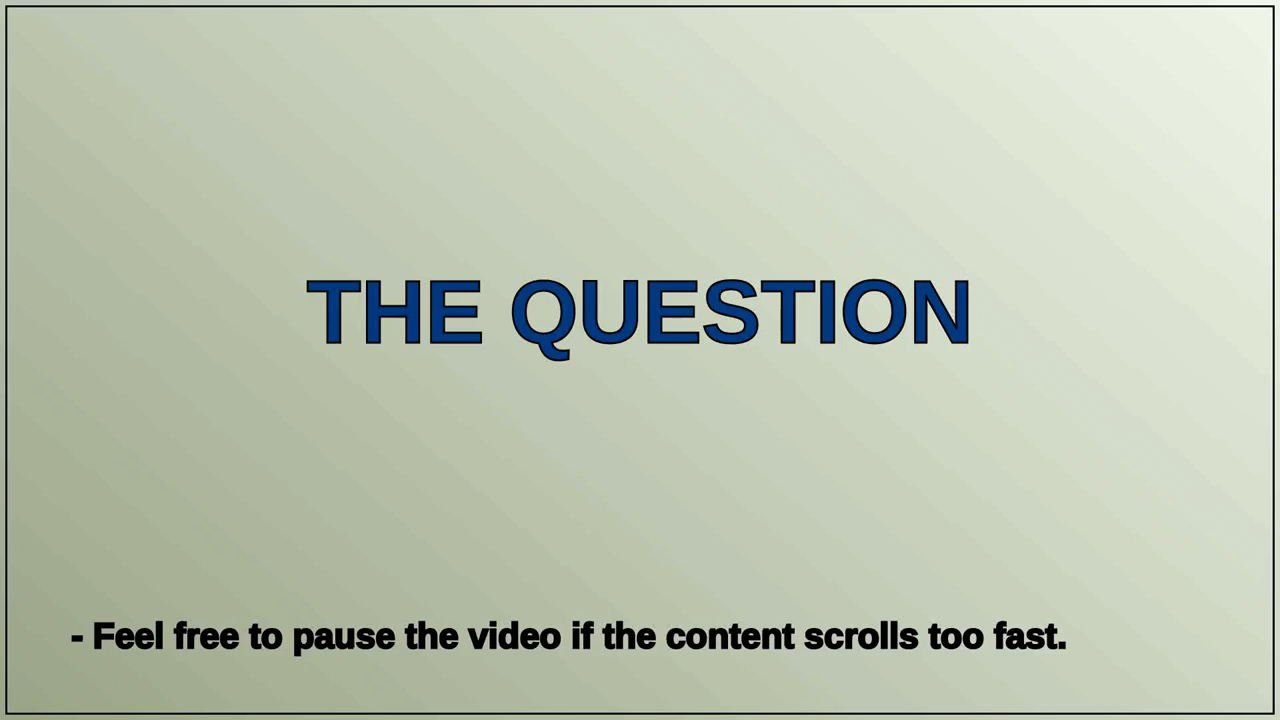 THE QUESTION
- Feel free to pause the video if the content scrolls too fast.